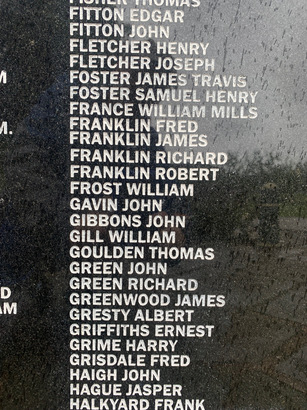 FISHER THOMAS
FITTON EDGAR
FITTON JOHN
FLETCHER HENRY
FLETCHER JOSEPH
FOSTER JAMES TRAVIS
FOSTER SAMUEL HENRY
FRANCE WILLIAM MILLS
FRANKLIN FRED
FRANKLIN JAMES
FRANKLIN RICHARD
FRANKLIN ROBERT
FROST WILLIAM
GAVIN JOHN
GIBBONS JOHN
GILL WILLIAM
GOULDEN THOMAS
GREEN JOHN
GREEN RICHARD
GREENWOOD JAMES
GRESTY ALBERT
GRIFFITHS ERNEST
GRIME HARRY
GRISDALE FRED
HAIGH JOHN
HAGUE JASPER
HALKYARD FRANK